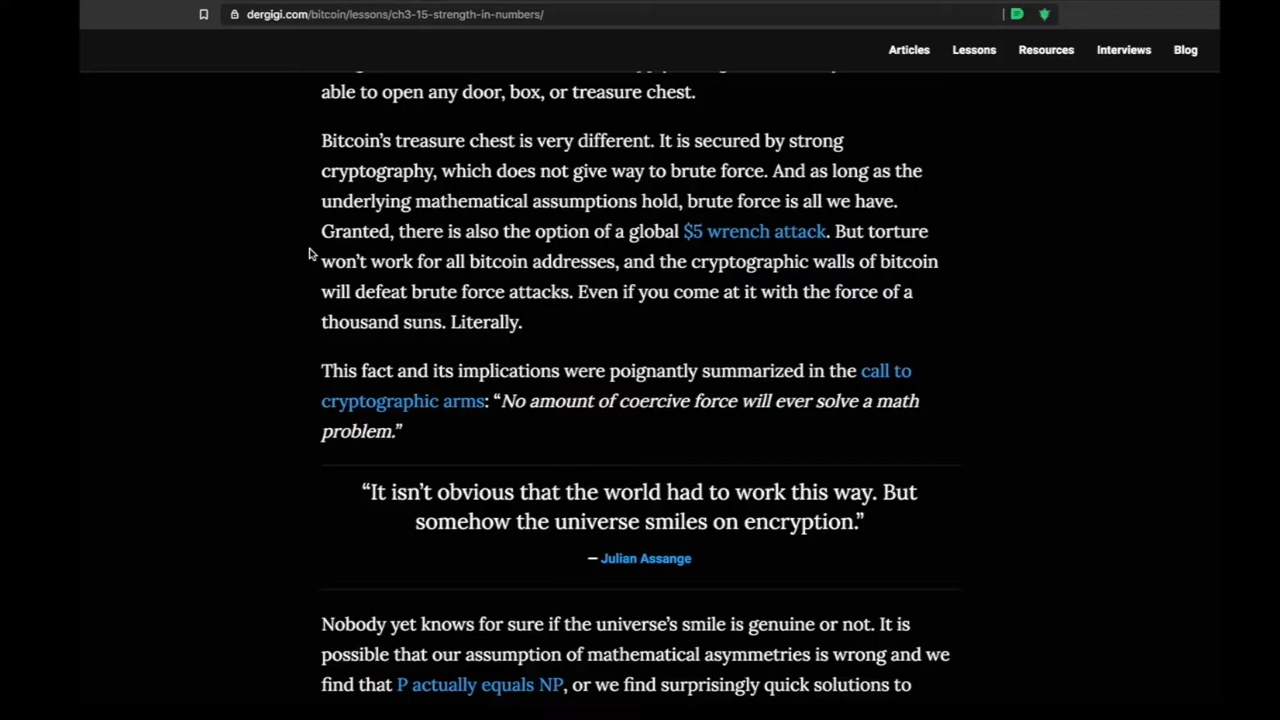 dergigi.com/bitcoin/lessons/ch3-15-strength-in-numbers/
Articles Lessons Resources Interviews Blog
able to open any door, box, or treasure chest.
Bitcoin’s treasure chest is very different. It is secured by strong
cryptography, which does not give way to brute force. And as long as the
underlying mathematical assumptions hold, brute force is all we have.
Granted, there is also the option of a global $5 wrench attack. But torture
won’t work for all bitcoin addresses, and the cryptographic walls of bitcoin
will defeat brute force attacks. Even if you come at it with the force of a
thousand suns. Literally.
This fact and its implications were poignantly summarized in the call to
cryptographic arms: “No amount of coercive force will ever solve a math
problem.”
“It isn’t obvious that the world had to work this way. But
somehow the universe smiles on encryption.”
— Julian Assange
Nobody yet knows for sure if the universe’s smile is genuine or not. It is
possible that our assumption of mathematical asymmetries is wrong and we
find that P actually equals NP, or we find surprisingly quick solutions to